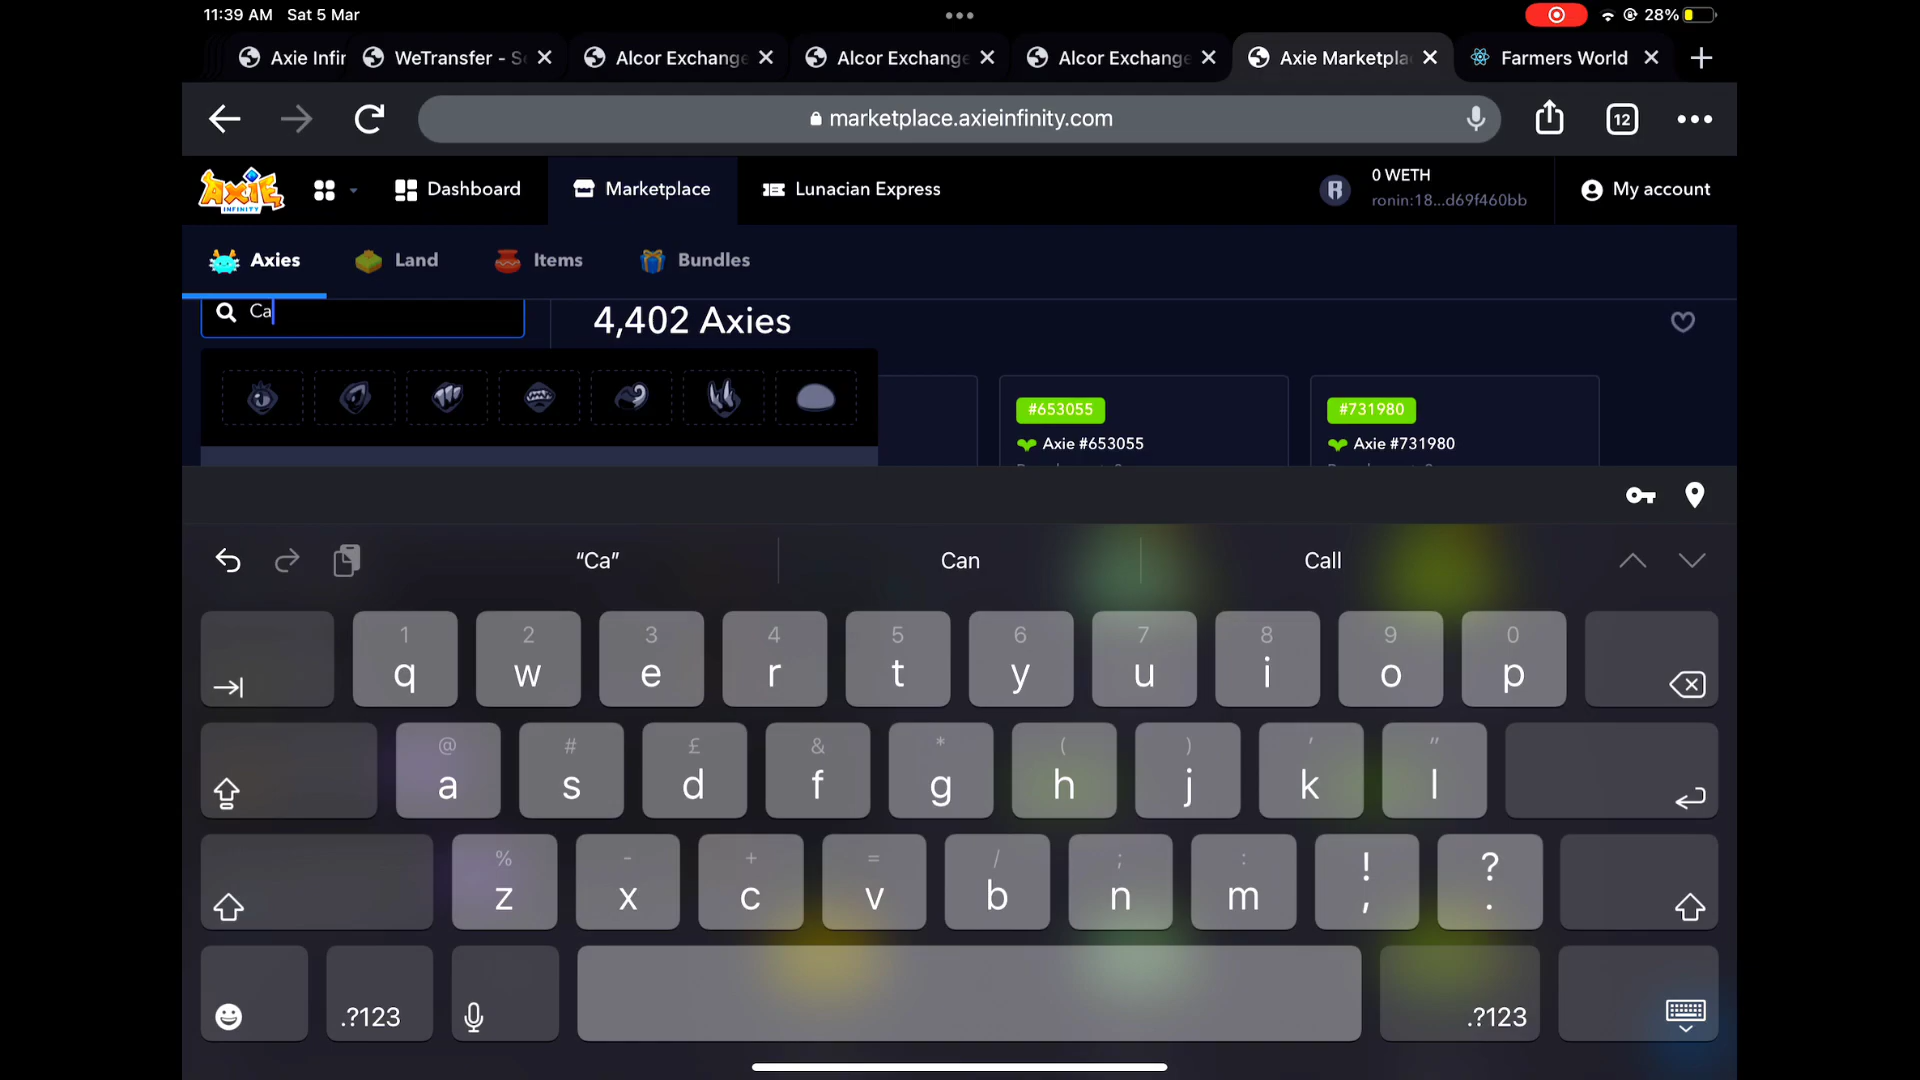 11:39 AM Sat 5 Mar
28%
Axie Infir
WeTransfer - Se
Alcor Exchange
Alcor Exchange
Alcor Exchange
Axie Marketpla
Farmers World
marketplace.axieinfinity.com
12
AXIE
INFINITY
Dashboard
Marketplace
Lunacian Express
0 WETH
ronin:18...d69f460bb
My account
Axies
Land
Items
Bundles
Ca
4,402 Axies
#653055
#731980
Axie #653055
Axie #731980
“Ca”
Can
Call
1 2 3 4 5 6 7 8 9 0
q w e r t y u i o p
@ # £ & * ( ) ' "
a s d f g h j k l
% - + = / ; : ! ?
z x c v b n m , .
.?123
.?123